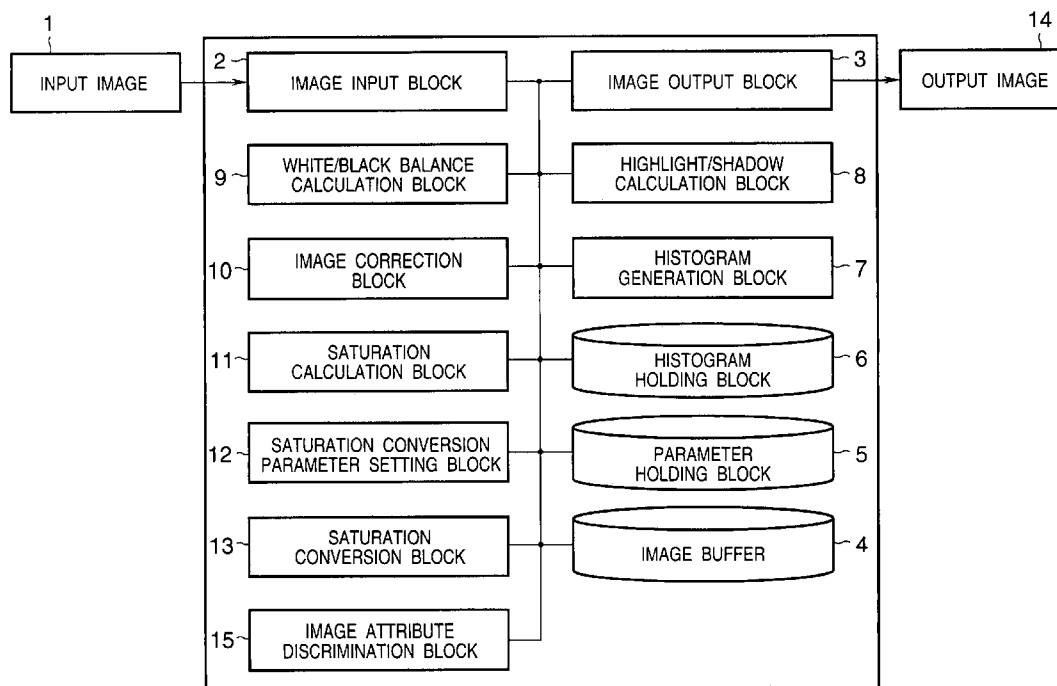 1
INPUT IMAGE
2
IMAGE INPUT BLOCK
3
IMAGE OUTPUT BLOCK
14
OUTPUT IMAGE
9
WHITE/BLACK BALANCE
CALCULATION BLOCK
HIGHLIGHT/SHADOW
CALCULATION BLOCK
8
10
IMAGE CORRECTION
BLOCK
HISTOGRAM
GENERATION BLOCK
7
11
SATURATION
CALCULATION BLOCK
HISTOGRAM
HOLDING BLOCK
6
12
SATURATION CONVERSION
PARAMETER SETTING BLOCK
PARAMETER
HOLDING BLOCK
5
13
SATURATION
CONVERSION BLOCK
IMAGE BUFFER
4
15
IMAGE ATTRIBUTE
DISCRIMINATION BLOCK